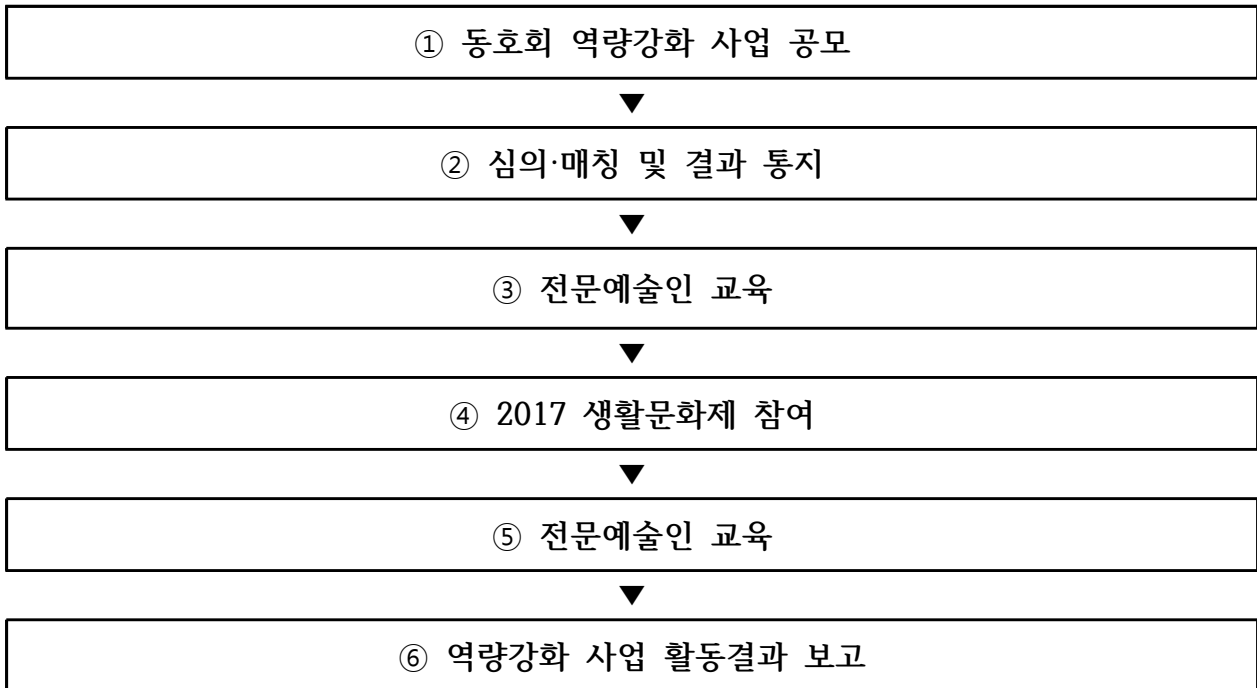 ① 동호회 역량강화 사업 공모
▼
② 심의·매칭 및 결과 통지
▼
③ 전문예술인 교육
▼
④ 2017 생활문화제 참여
▼
⑤ 전문예술인 교육
▼
⑥ 역량강화 사업 활동결과 보고